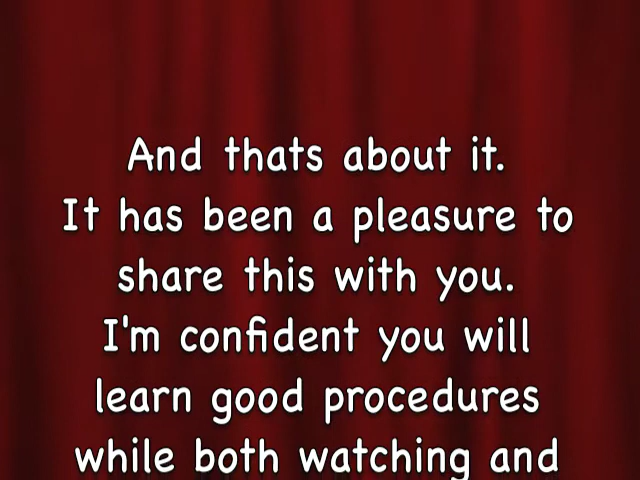 And thats about it.
It has been a pleasure to
share this with you.
I'm confident you will
learn good procedures
while both watching and